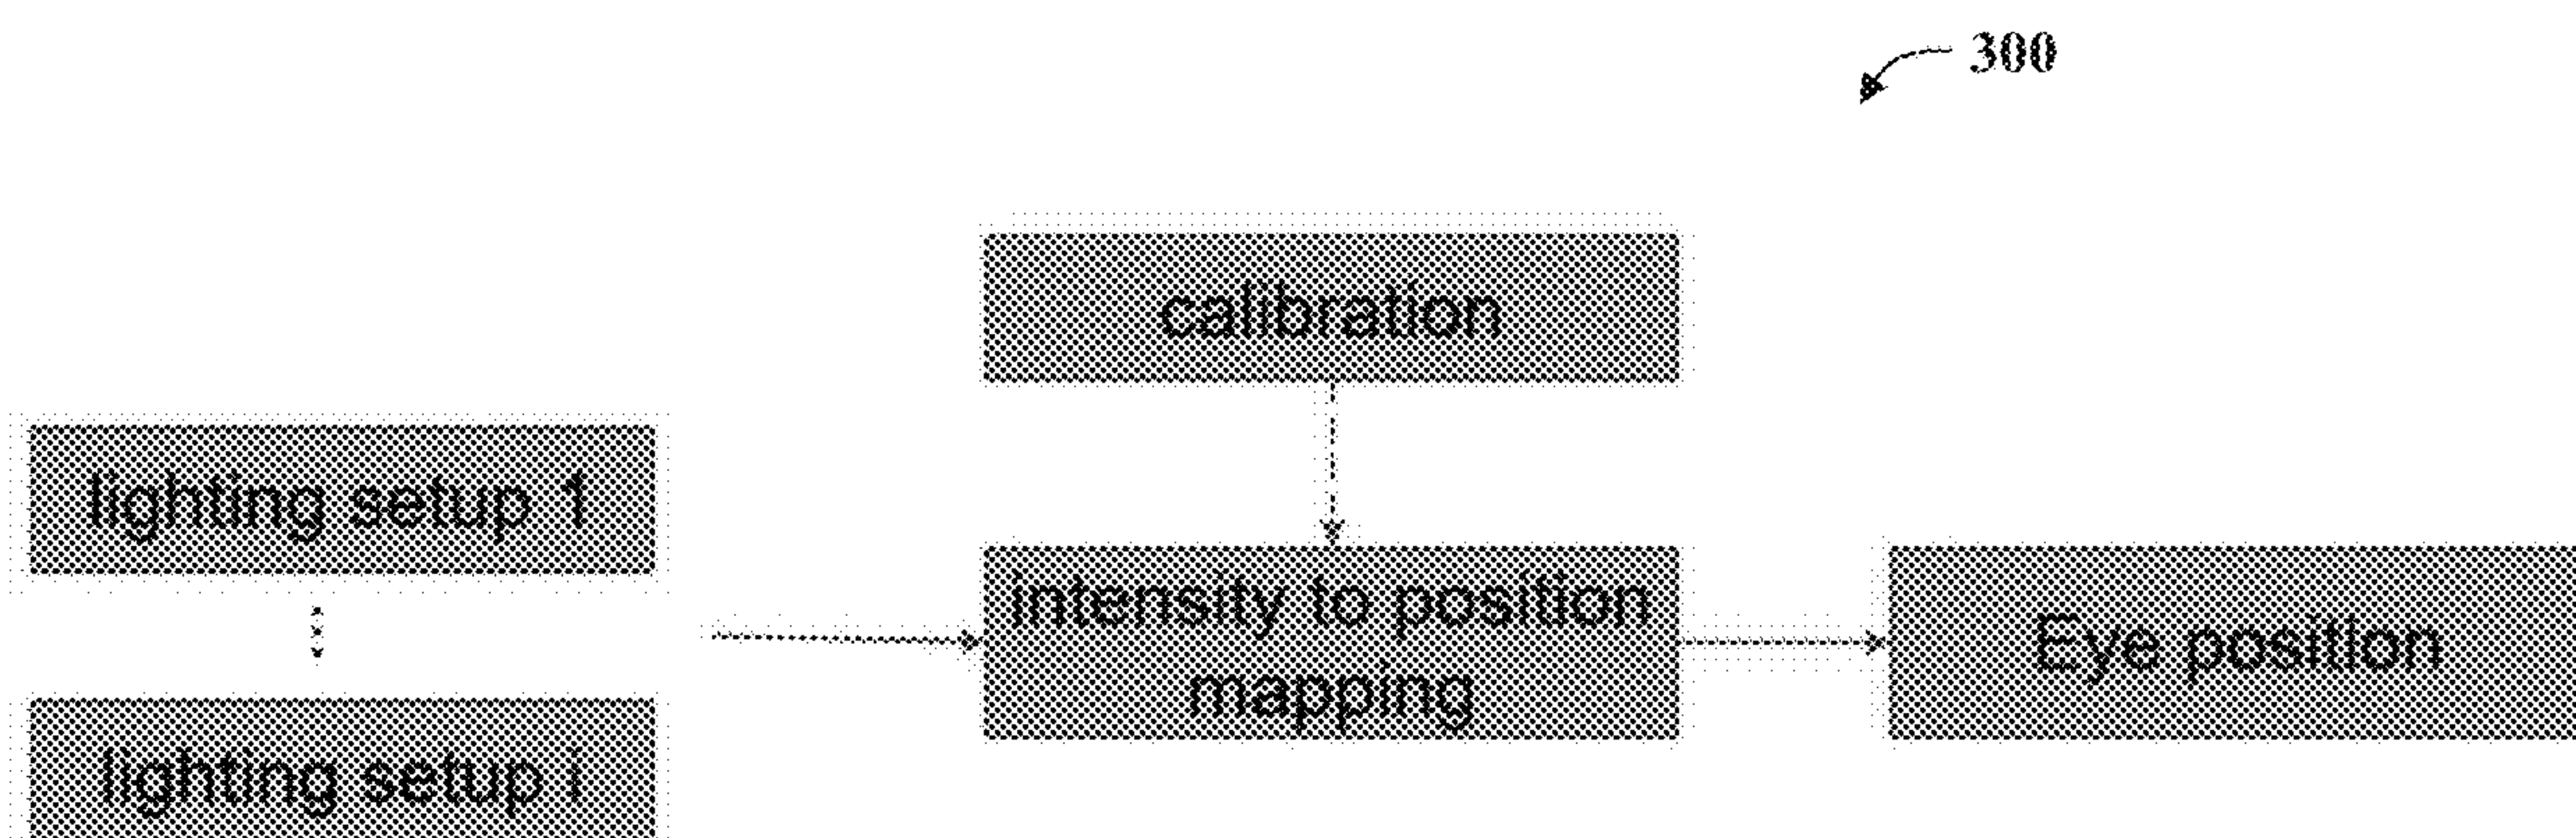 300
calibration
lighting setup 1
intensity to position
mapping
Eye position
lighting setup i